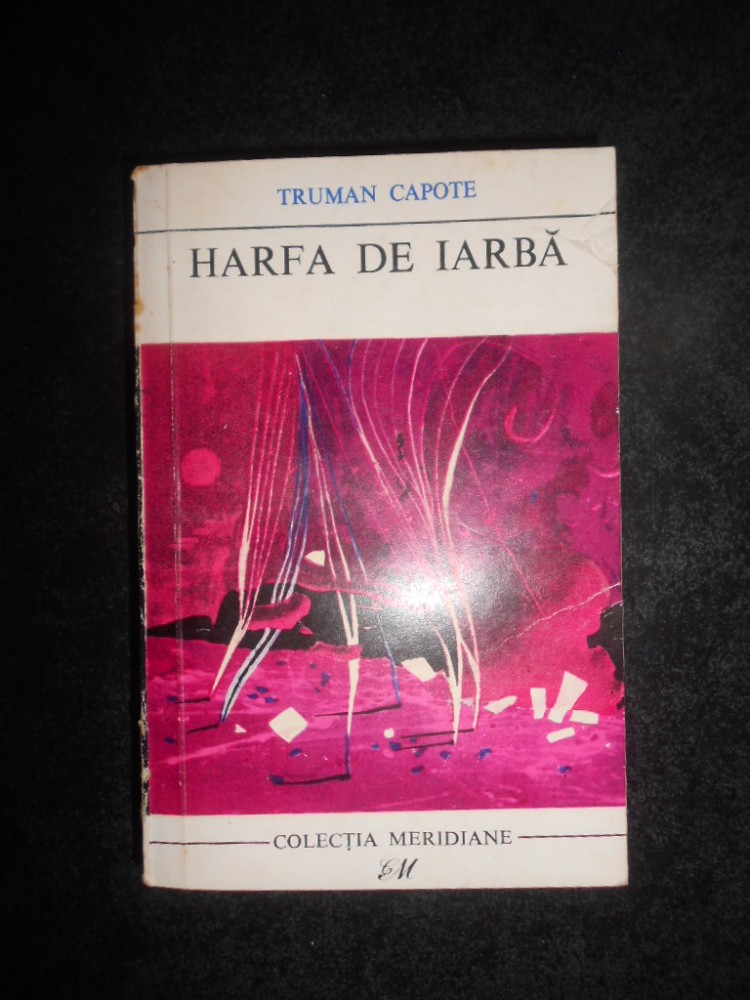 TRUMAN CAPOTE
HARFA DE IARBĂ
COLECȚIA MERIDIANE
CM